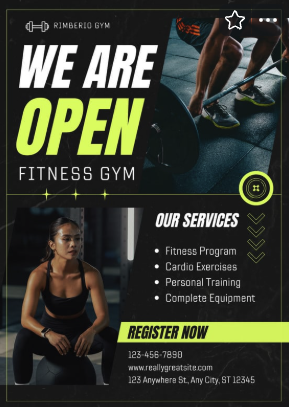 RIMBERIO GYM
WE ARE
OPEN
FITNESS GYM
OUR SERVICES
Fitness Program
Cardio Exercises
Personal Training
Complete Equipment
REGISTER NOW
123-456-7890
www.reallygreatsite.com
123 Anywhere St., Any City, ST 12345